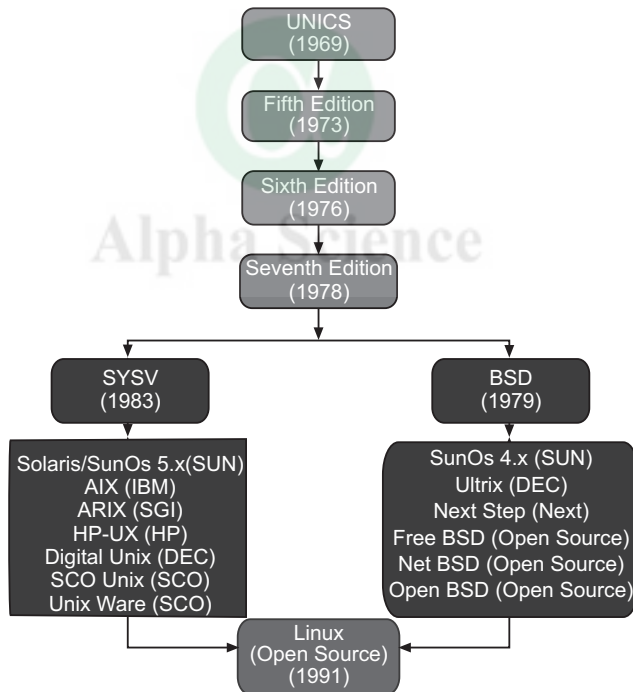 UNICS
(1969)
Fifth Edition
(1973)
Sixth Edition
(1976)
Alpha Science
Seventh Edition
(1978)
SYSV
(1983)
BSD
(1979)
Solaris/SunOs 5.x(SUN)
AIX (IBM)
ARIX (SGI)
HP-UX (HP)
Digital Unix (DEC)
SCO Unix (SCO)
Unix Ware (SCO)
SunOs 4.x (SUN)
Ultrix (DEC)
Next Step (Next)
Free BSD (Open Source)
Net BSD (Open Source)
Open BSD (Open Source)
Linux
(Open Source)
(1991)